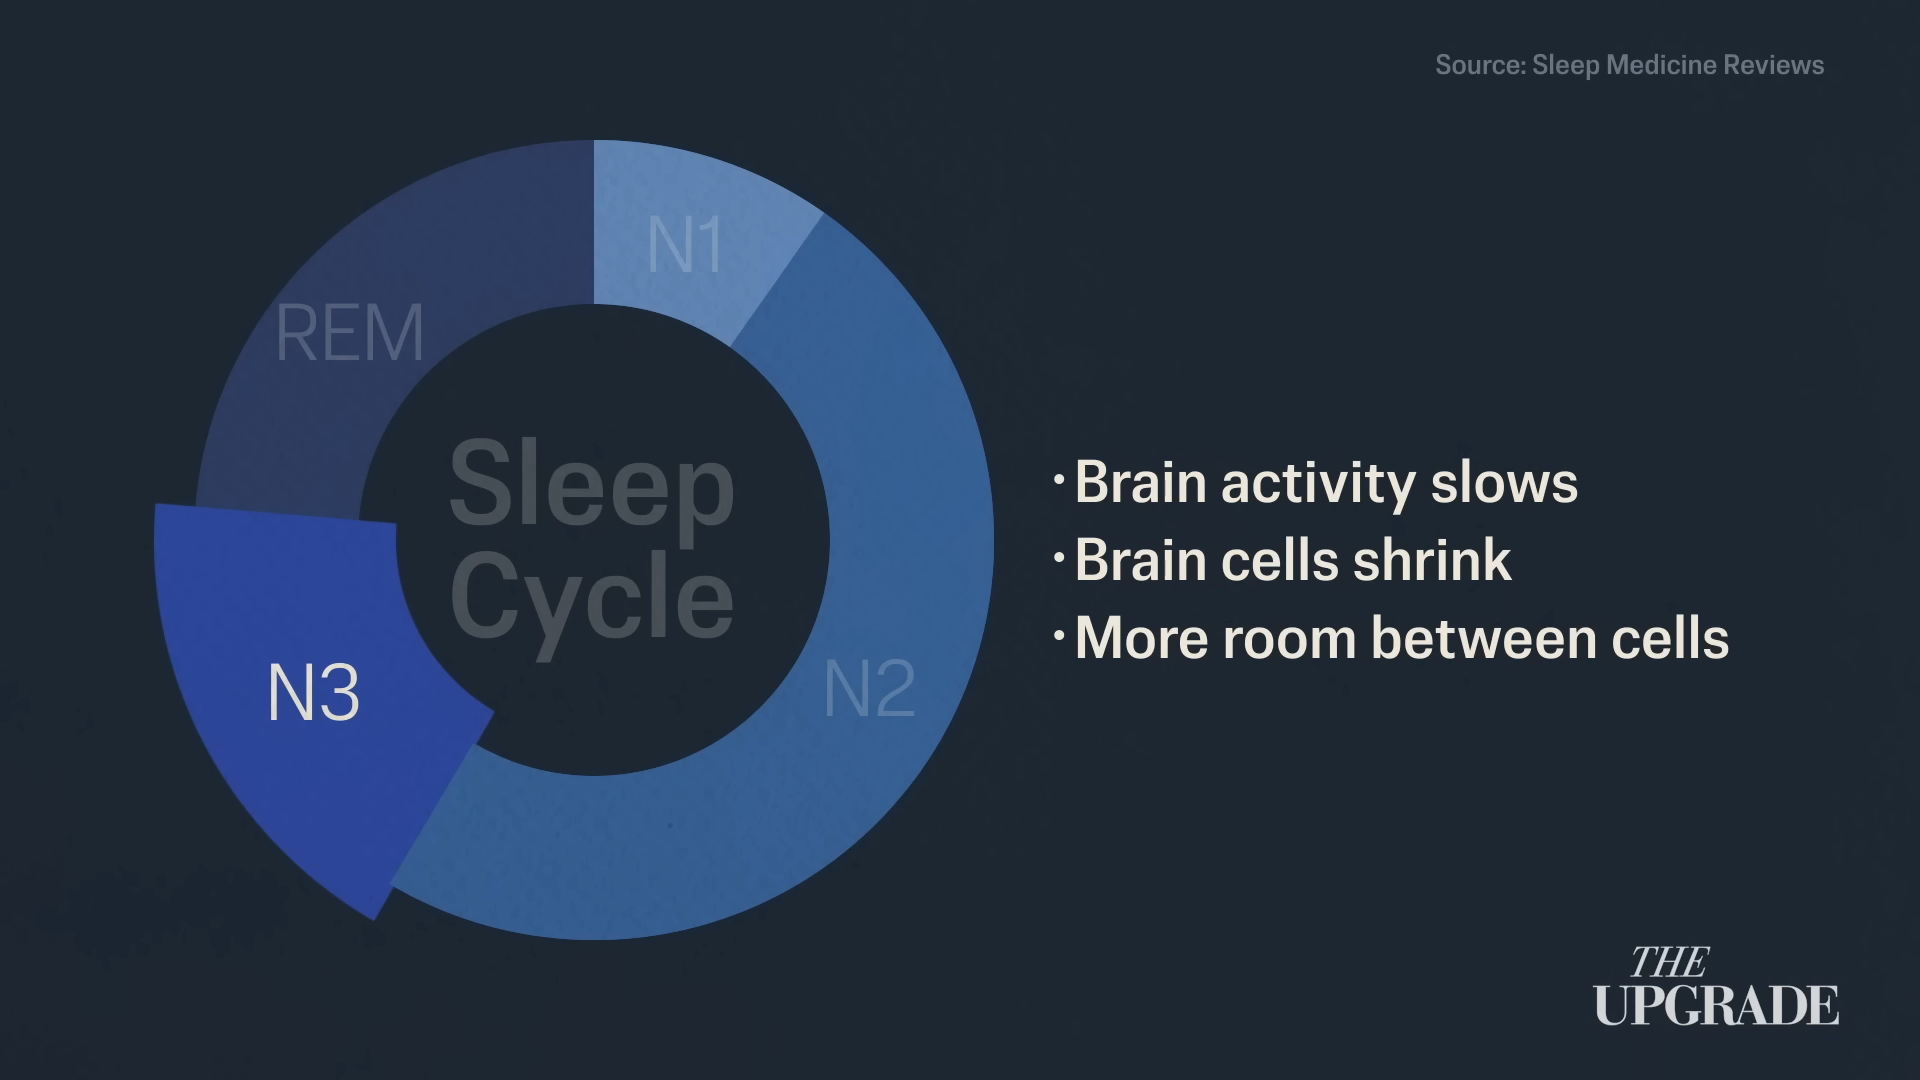 Source: Sleep Medicine Reviews
N1
REM
Sleep
Cycle
N3
N2
• Brain activity slows
• Brain cells shrink
• More room between cells
THE
UPGRADE